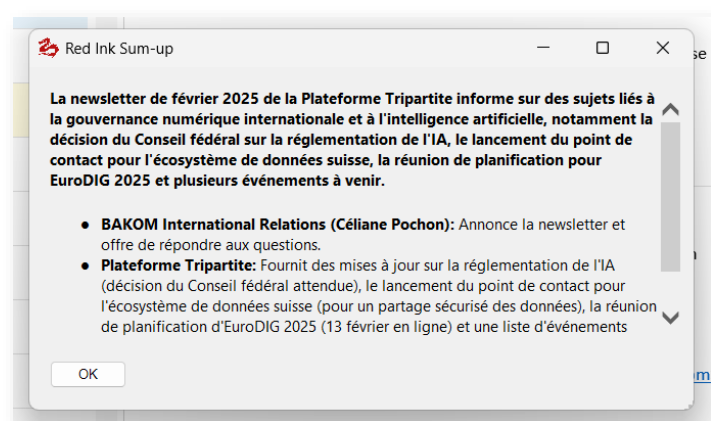 Red Ink Sum-up
La newsletter de février 2025 de la Plateforme Tripartite informe sur des sujets liés à
la gouvernance numérique internationale et à l'intelligence artificielle, notamment la
décision du Conseil fédéral sur la réglementation de l'IA, le lancement du point de
contact pour l'écosystème de données suisse, la réunion de planification pour
EuroDIG 2025 et plusieurs événements à venir.
● BAKOM International Relations (Céliane Pochon): Annonce la newsletter et
offre de répondre aux questions.
● Plateforme Tripartite: Fournit des mises à jour sur la réglementation de l'IA
(décision du Conseil fédéral attendue), le lancement du point de contact pour
l'écosystème de données suisse (pour un partage sécurisé des données), la réunion
de planification d'EuroDIG 2025 (13 février en ligne) et une liste d'événements
OK